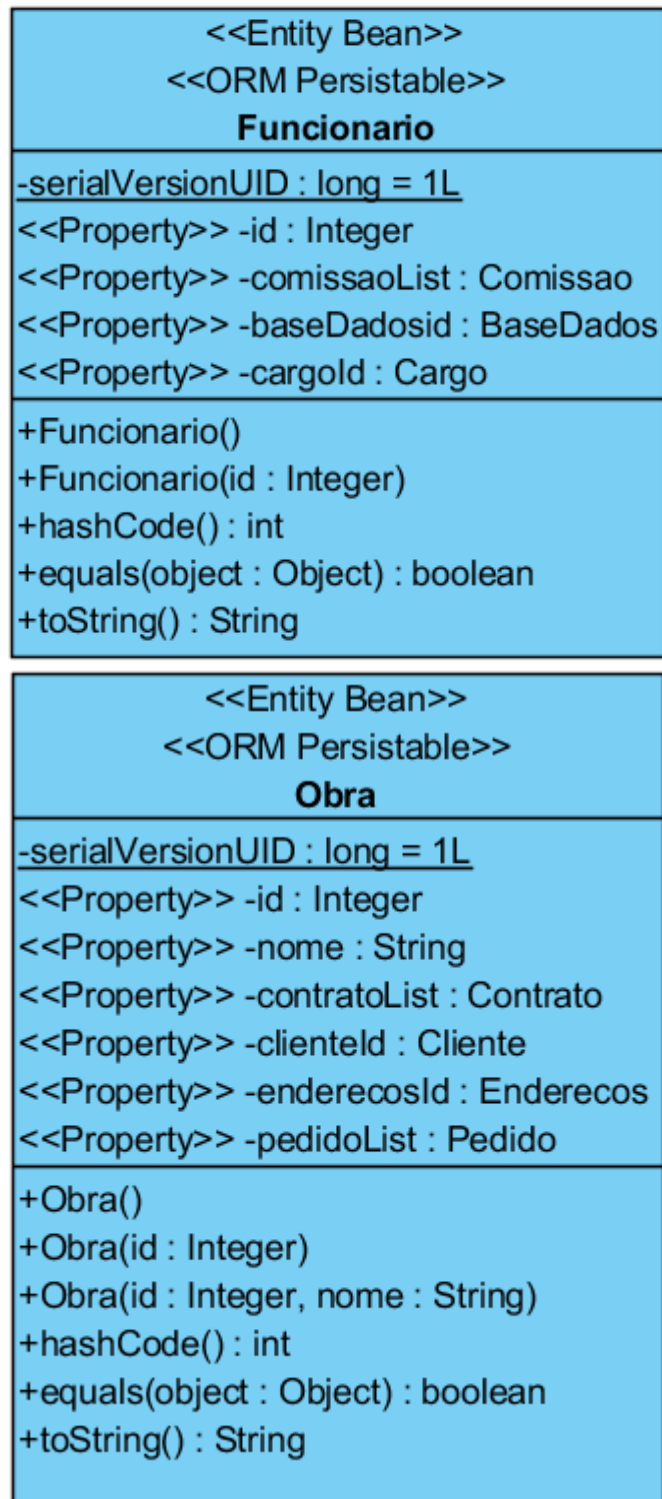 <<Entity Bean>>
<<ORM Persistable>>
Funcionario
-serialVersionUID : long = 1L
<<Property>> -id : Integer
<<Property>> -comissaoList : Comissao
<<Property>> -baseDadosid : BaseDados
<<Property>> -cargoId : Cargo
+Funcionario()
+Funcionario(id : Integer)
+hashCode() : int
+equals(object : Object) : boolean
+toString() : String
<<Entity Bean>>
<<ORM Persistable>>
Obra
-serialVersionUID : long = 1L
<<Property>> -id : Integer
<<Property>> -nome : String
<<Property>> -contratoList : Contrato
<<Property>> -clienteId : Cliente
<<Property>> -enderecosId : Enderecos
<<Property>> -pedidoList : Pedido
+Obra()
+Obra(id : Integer)
+Obra(id : Integer, nome : String)
+hashCode() : int
+equals(object : Object) : boolean
+toString() : String